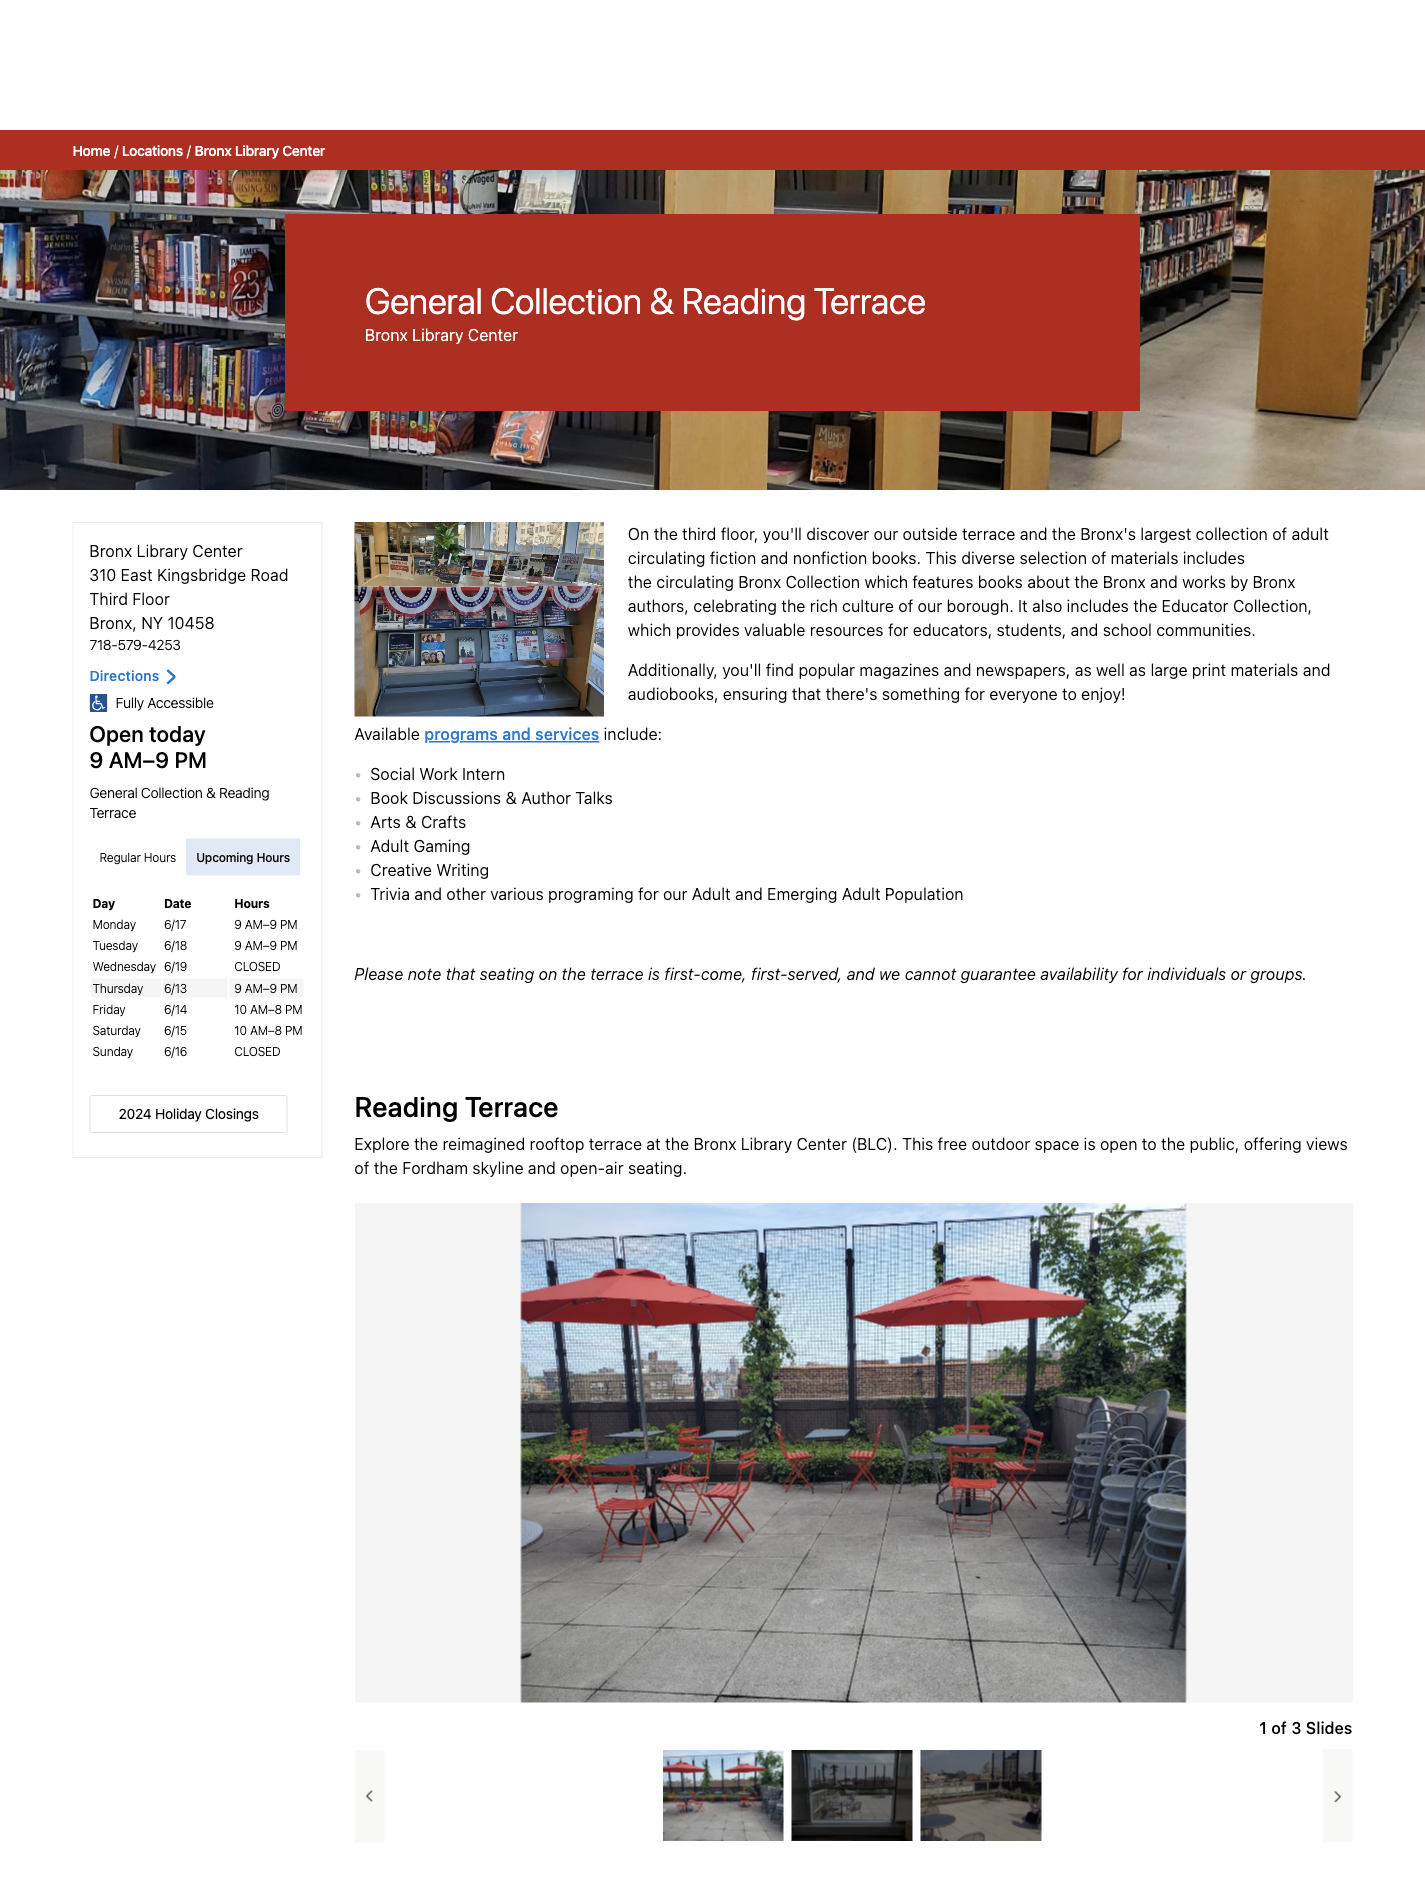 Home / Locations / Bronx Library Center
RISING SUN
Salvaged
BEVERLY
JENKINS
23
General Collection & Reading Terrace
Bronx Library Center
MUM'S
Bronx Library Center
310 East Kingsbridge Road
Third Floor
Bronx, NY 10458
718-579-4253
Directions
Fully Accessible
Open today
9 AM–9 PM
General Collection & Reading
Terrace
Regular Hours Upcoming Hours
Day Date Hours
Monday 6/17 9 AM–9 PM
Tuesday 6/18 9 AM–9 PM
Wednesday 6/19 CLOSED
Thursday 6/13 9 AM–9 PM
Friday 6/14 10 AM–8 PM
Saturday 6/15 10 AM–8 PM
Sunday 6/16 CLOSED
2024 Holiday Closings
On the third floor, you'll discover our outside terrace and the Bronx's largest collection of adult
circulating fiction and nonfiction books. This diverse selection of materials includes
the circulating Bronx Collection which features books about the Bronx and works by Bronx
authors, celebrating the rich culture of our borough. It also includes the Educator Collection,
which provides valuable resources for educators, students, and school communities.
Additionally, you'll find popular magazines and newspapers, as well as large print materials and
audiobooks, ensuring that there's something for everyone to enjoy!
Available programs and services include:
Social Work Intern
Book Discussions & Author Talks
Arts & Crafts
Adult Gaming
Creative Writing
Trivia and other various programing for our Adult and Emerging Adult Population
Please note that seating on the terrace is first-come, first-served, and we cannot guarantee availability for individuals or groups.
Reading Terrace
Explore the reimagined rooftop terrace at the Bronx Library Center (BLC). This free outdoor space is open to the public, offering views
of the Fordham skyline and open-air seating.
1 of 3 Slides